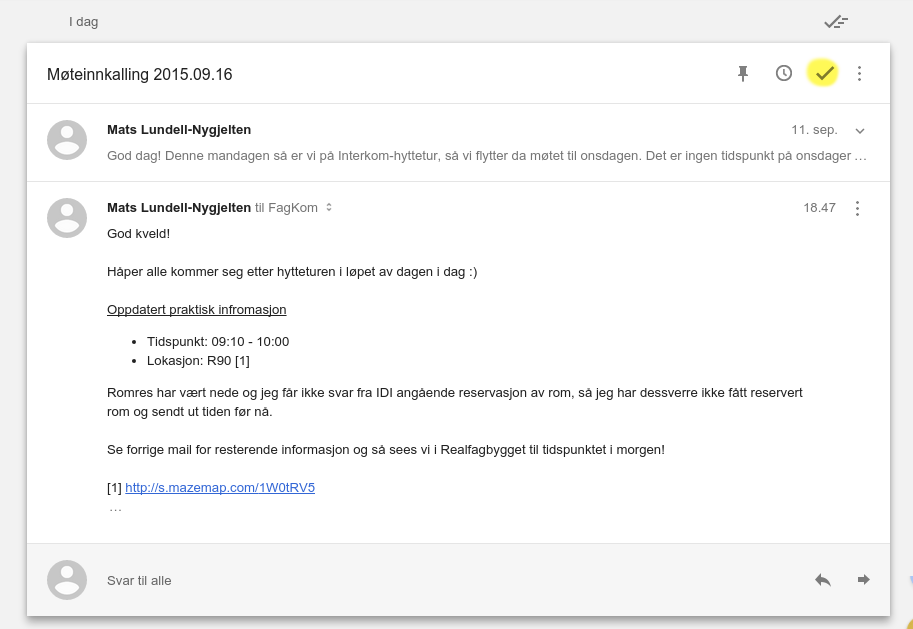 I dag
Møteinnkalling 2015.09.16
Mats Lundell-Nygjelten 11. sep.
God dag! Denne mandagen så er vi på Interkom-hyttetur, så vi flytter da møtet til onsdagen. Det er ingen tidspunkt på onsdager …
Mats Lundell-Nygjelten til FagKom 18.47
God kveld!
Håper alle kommer seg etter hytteturen i løpet av dagen i dag :)
Oppdatert praktisk infromasjon
• Tidspunkt: 09:10 - 10:00
• Lokasjon: R90 [1]
Romres har vært nede og jeg får ikke svar fra IDI angående reservasjon av rom, så jeg har dessverre ikke fått reservert
rom og sendt ut tiden før nå.
Se forrige mail for resterende informasjon og så sees vi i Realfagbygget til tidspunktet i morgen!
[1] http://s.mazemap.com/1W0tRV5
…
Svar til alle